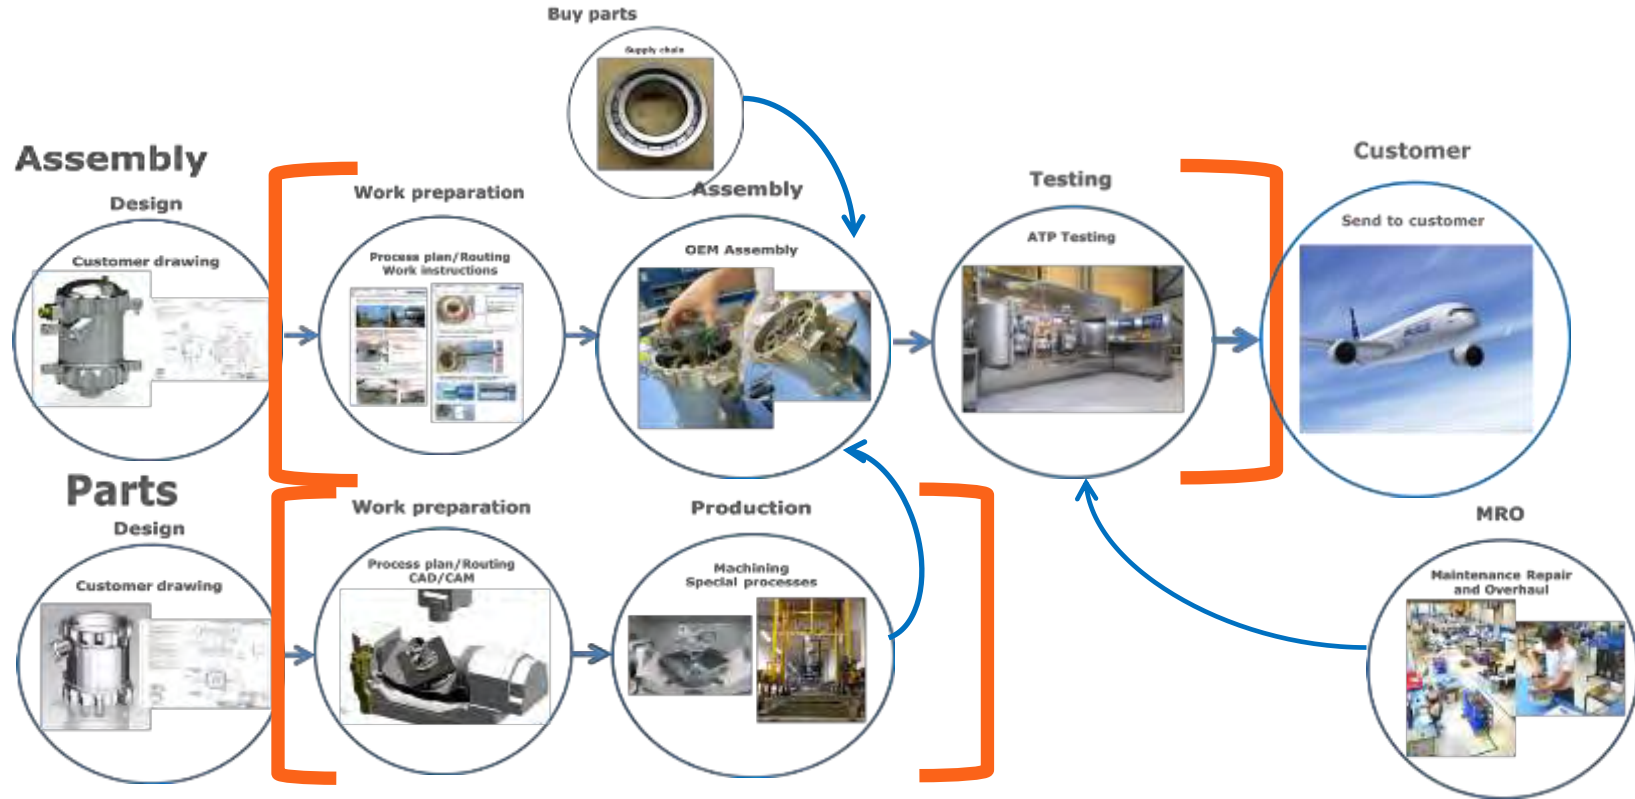 Buy parts
Supply chain
Assembly
Design
Customer drawing
Work preparation
Process plan/Routing
Work instructions
Assembly
OEM Assembly
Testing
ATP Testing
Customer
Send to customer
Parts
Design
Customer drawing
Work preparation
Process plan/Routing
CAD/CAM
Production
Machining
Special processes
MRO
Maintenance Repair
and Overhaul